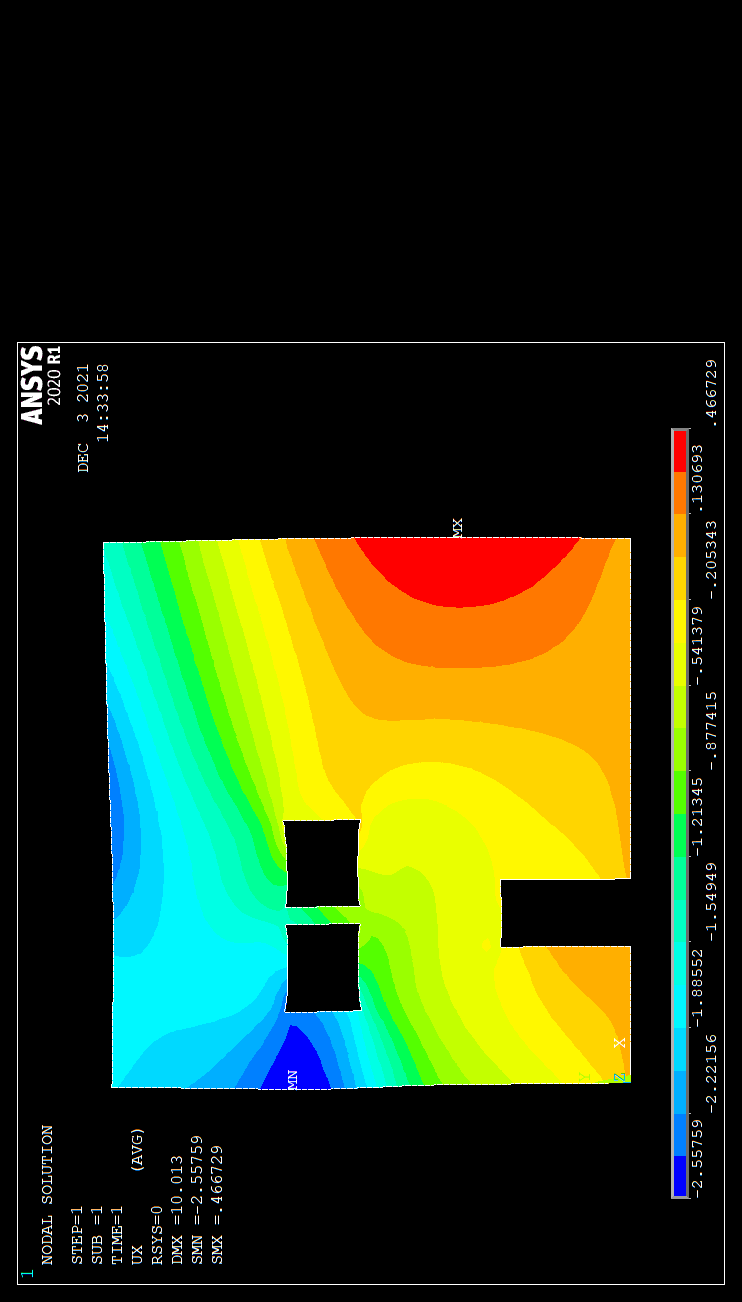 1
NODAL SOLUTION
STEP=1
SUB =1
TIME=1
UX (AVG)
RSYS=0
DMX =10.013
SMN =-2.55759
SMX =.466729
ANSYS
2020 R1
DEC 3 2021
14:33:58
MN
MX
Y
Z X
-2.55759
-2.22156
-1.88552
-1.54949
-1.21345
-.877415
-.541379
-.205343
.130693
.466729